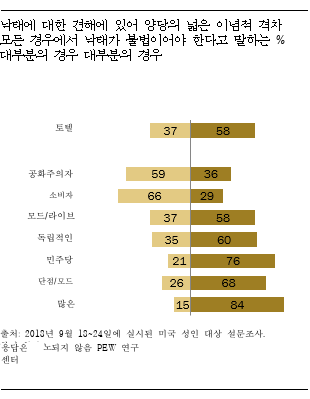 낙태에 대한 견해에 있어 양당의 넓은 이념적 격차
모든 경우에서 낙태가 불법이어야 한다고 말하는 %
대부분의 경우 대부분의 경우
토텔 37 58
공화주의자 59 36
소비자 66 29
모드/라이브 37 58
독립적인 35 60
민주당 21 76
단점/모드 26 68
많은 15 84
출처: 2018년 9월 18~24일에 실시된 미국 성인 대상 설문조사.
응답은 노되지 않음 PEW 연구
센터